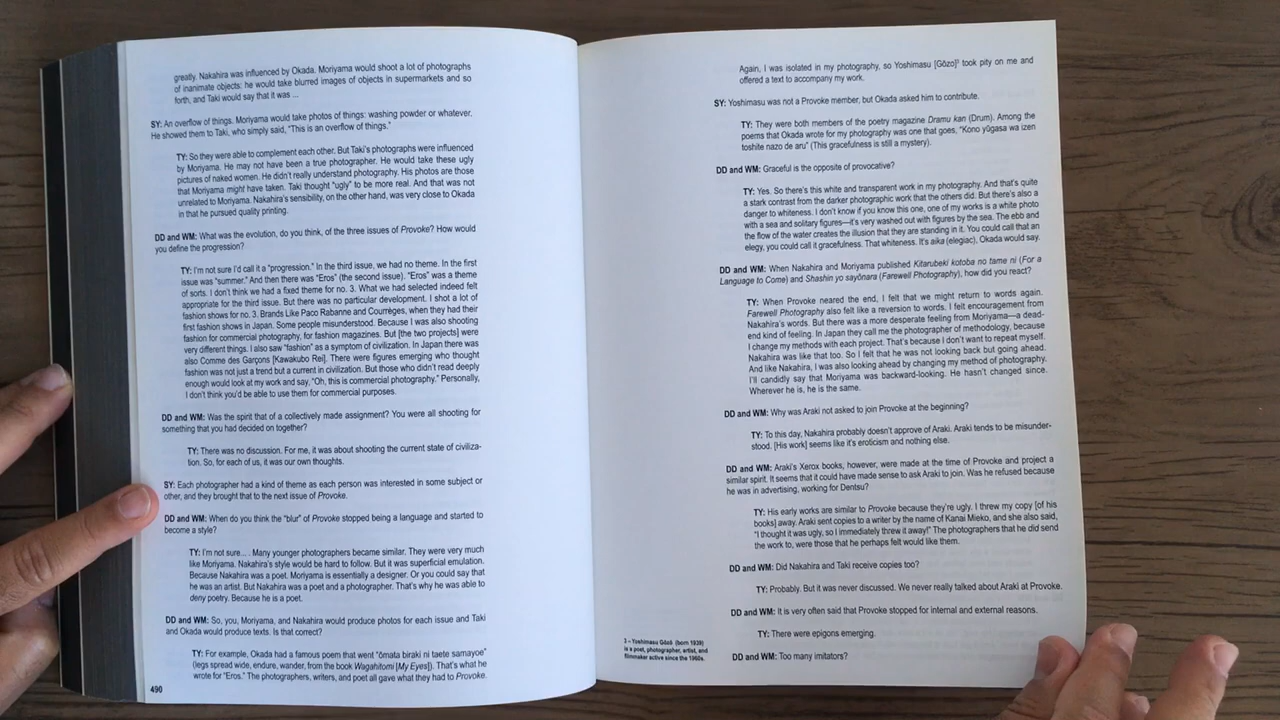 greatly. Nakahira was influenced by Okada. Moriyama would shoot a lot of photographs
of inanimate objects: he would take blurred images of objects in supermarkets and so
forth, and Taki would say that it was ...
SY: An overflow of things. Moriyama would take photos of things: washing powder or whatever.
He showed them to Taki, who simply said, “This is an overflow of things.”
TY: So they were able to complement each other. But Taki's photographs were influenced
by Moriyama. He may not have been a true photographer. He would take these ugly
pictures of naked women. He didn't really understand photography. His photos are those
that Moriyama might have taken. Taki thought “ugly” to be more real. And that was not
unrelated to Moriyama. Nakahira's sensibility, on the other hand, was very close to Okada
in that he pursued quality printing.
DD and WM: What was the evolution, do you think, of the three issues of Provoke? How would
you define the progression?
TY: I'm not sure I'd call it a “progression.” In the third issue, we had no theme. In the first
issue was “summer.” And then there was “Eros” (the second issue). “Eros” was a theme
of sorts. I don't think we had a fixed theme for no. 3. What we had selected indeed felt
appropriate for the third issue. But there was no particular development. I shot a lot of
fashion shows for no. 3. Brands Like Paco Rabanne and Courrèges, when they had their
first fashion shows in Japan. Some people misunderstood. Because I was also shooting
fashion for commercial photography, for fashion magazines. But [the two projects] were
very different things. I also saw “fashion” as a symptom of civilization. In Japan there was
also Comme des Garçons [Kawakubo Rei]. There were figures emerging who thought
fashion was not just a trend but a current in civilization. But those who didn't read deeply
enough would look at my work and say, “Oh, this is commercial photography.” Personally,
I don't think you'd be able to use them for commercial purposes.
DD and WM: Was the spirit that of a collectively made assignment? You were all shooting for
something that you had decided on together?
TY: There was no discussion. For me, it was about shooting the current state of civiliza-
tion. So, for each of us, it was our own thoughts.
SY: Each photographer had a kind of theme as each person was interested in some subject or
other, and they brought that to the next issue of Provoke.
DD and WM: When do you think the “blur” of Provoke stopped being a language and started to
become a style?
TY: I'm not sure... . Many younger photographers became similar. They were very much
like Moriyama. Nakahira's style would be hard to follow. But it was superficial emulation.
Because Nakahira was a poet. Moriyama is essentially a designer. Or you could say that
he was an artist. But Nakahira was a poet and a photographer. That's why he was able to
deny poetry. Because he is a poet.
DD and WM: So, you, Moriyama, and Nakahira would produce photos for each issue and Taki
and Okada would produce texts. Is that correct?
TY: For example, Okada had a famous poem that went “ōmata biraki ni taete samayoe”
(legs spread wide, endure, wander, from the book Wagahitomi [My Eyes]). That's what he
wrote for “Eros.” The photographers, writers, and poet all gave what they had to Provoke.
490
Again, I was isolated in my photography, so Yoshimasu [Gōzo]³ took pity on me and
offered a text to accompany my work.
SY: Yoshimasu was not a Provoke member, but Okada asked him to contribute.
TY: They were both members of the poetry magazine Dramu kan (Drum). Among the
poems that Okada wrote for my photography was one that goes, “Kono yūgasa wa izen
toshite nazo de aru” (This gracefulness is still a mystery).
DD and WM: Graceful is the opposite of provocative?
TY: Yes. So there's this white and transparent work in my photography. And that's quite
a stark contrast from the darker photographic work that the others did. But there's also a
danger to whiteness. I don't know if you know this one, one of my works is a white photo
with a sea and solitary figures—it's very washed out with figures by the sea. The ebb and
the flow of the water creates the illusion that they are standing in it. You could call that an
elegy, you could call it gracefulness. That whiteness. It's aika (elegiac), Okada would say.
DD and WM: When Nakahira and Moriyama published Kitarubeki kotoba no tame ni (For a
Language to Come) and Shashin yo sayōnara (Farewell Photography), how did you react?
TY: When Provoke neared the end, I felt that we might return to words again.
Farewell Photography also felt like a reversion to words. I felt encouragement from
Nakahira's words. But there was a more desperate feeling from Moriyama—a dead-
end kind of feeling. In Japan they call me the photographer of methodology, because
I change my methods with each project. That's because I don't want to repeat myself.
Nakahira was like that too. So I felt that he was not looking back but going ahead.
And like Nakahira, I was also looking ahead by changing my method of photography.
I'll candidly say that Moriyama was backward-looking. He hasn't changed since.
Wherever he is, he is the same.
DD and WM: Why was Araki not asked to join Provoke at the beginning?
TY: To this day, Nakahira probably doesn't approve of Araki. Araki tends to be misunder-
stood. [His work] seems like it's eroticism and nothing else.
DD and WM: Araki's Xerox books, however, were made at the time of Provoke and project a
similar spirit. It seems that it could have made sense to ask Araki to join. Was he refused because
he was in advertising, working for Dentsu?
TY: His early works are similar to Provoke because they're ugly. I threw my copy [of his
books] away. Araki sent copies to a writer by the name of Kanai Mieko, and she also said,
“I thought it was ugly, so I immediately threw it away!” The photographers that he did send
the work to, were those that he perhaps felt would like them.
DD and WM: Did Nakahira and Taki receive copies too?
TY: Probably. But it was never discussed. We never really talked about Araki at Provoke.
DD and WM: It is very often said that Provoke stopped for internal and external reasons.
TY: There were epigons emerging.
DD and WM: Too many imitators?
3 – Yoshimasu Gōzō (born 1939)
is a poet, photographer, artist, and
filmmaker active since the 1960s.